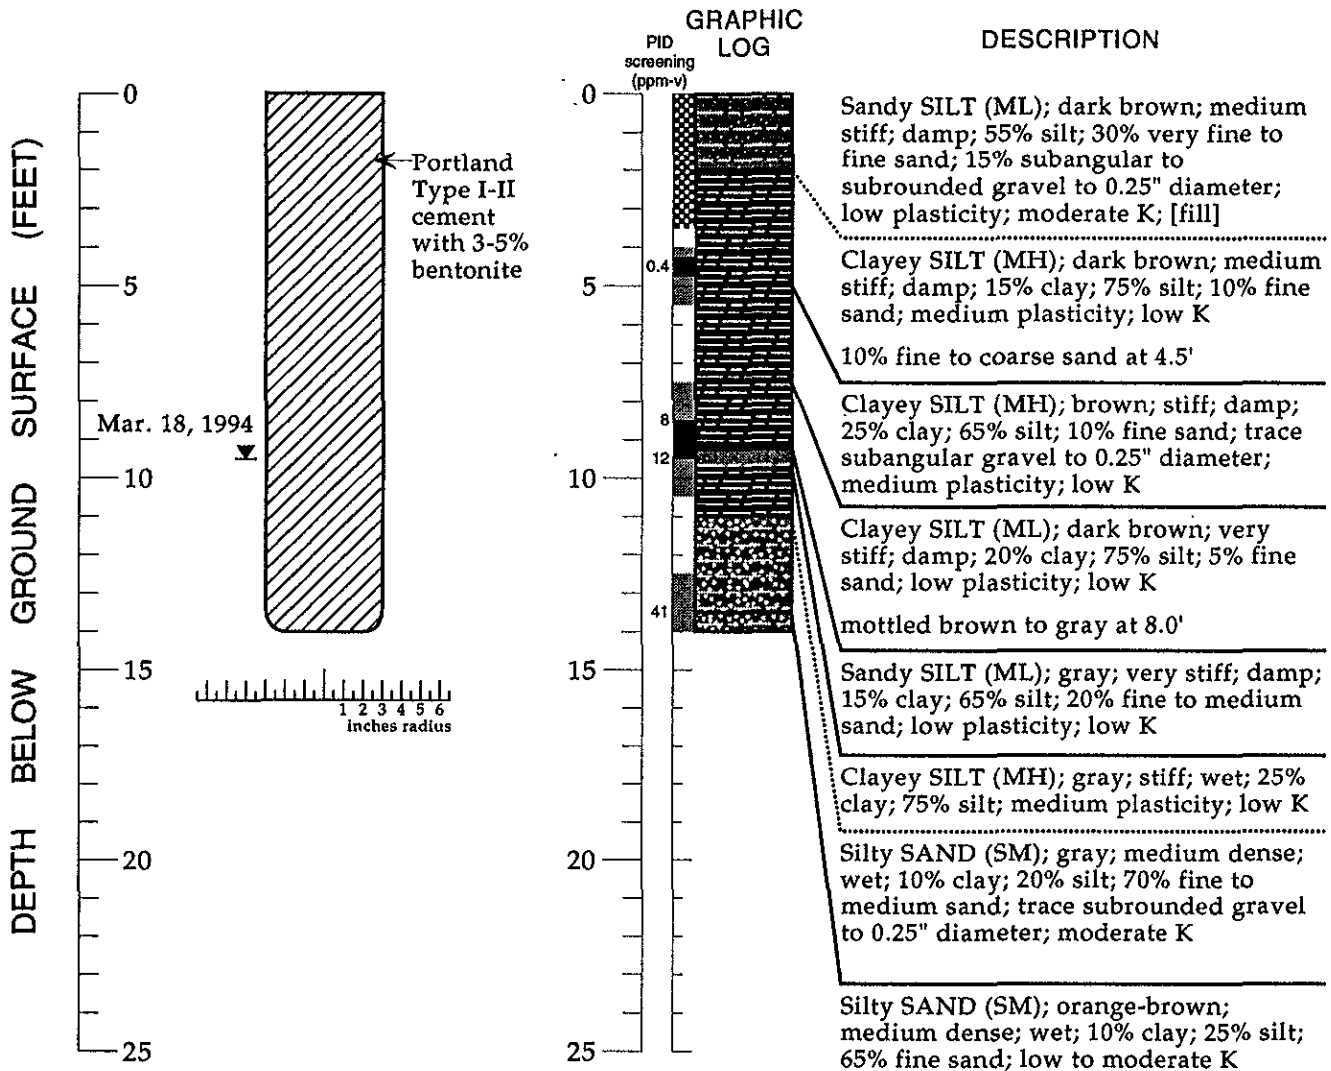 GRAPHIC
LOG
PID
screening
(ppm-v)
DESCRIPTION
DEPTH BELOW GROUND SURFACE (FEET)
0
5
10
15
20
25
Portland
Type I-II
cement
with 3-5%
bentonite
Mar. 18, 1994
1 2 3 4 5 6
inches radius
0
5
10
15
20
25
0.4
8
12
41
Sandy SILT (ML); dark brown; medium
stiff; damp; 55% silt; 30% very fine to
fine sand; 15% subangular to
subrounded gravel to 0.25" diameter;
low plasticity; moderate K; [fill]
Clayey SILT (MH); dark brown; medium
stiff; damp; 15% clay; 75% silt; 10% fine
sand; medium plasticity; low K
10% fine to coarse sand at 4.5'
Clayey SILT (MH); brown; stiff; damp;
25% clay; 65% silt; 10% fine sand; trace
subangular gravel to 0.25" diameter;
medium plasticity; low K
Clayey SILT (ML); dark brown; very
stiff; damp; 20% clay; 75% silt; 5% fine
sand; low plasticity; low K
mottled brown to gray at 8.0'
Sandy SILT (ML); gray; very stiff; damp;
15% clay; 65% silt; 20% fine to medium
sand; low plasticity; low K
Clayey SILT (MH); gray; stiff; wet; 25%
clay; 75% silt; medium plasticity; low K
Silty SAND (SM); gray; medium dense;
wet; 10% clay; 20% silt; 70% fine to
medium sand; trace subrounded gravel
to 0.25" diameter; moderate K
Silty SAND (SM); orange-brown;
medium dense; wet; 10% clay; 25% silt;
65% fine sand; low to moderate K